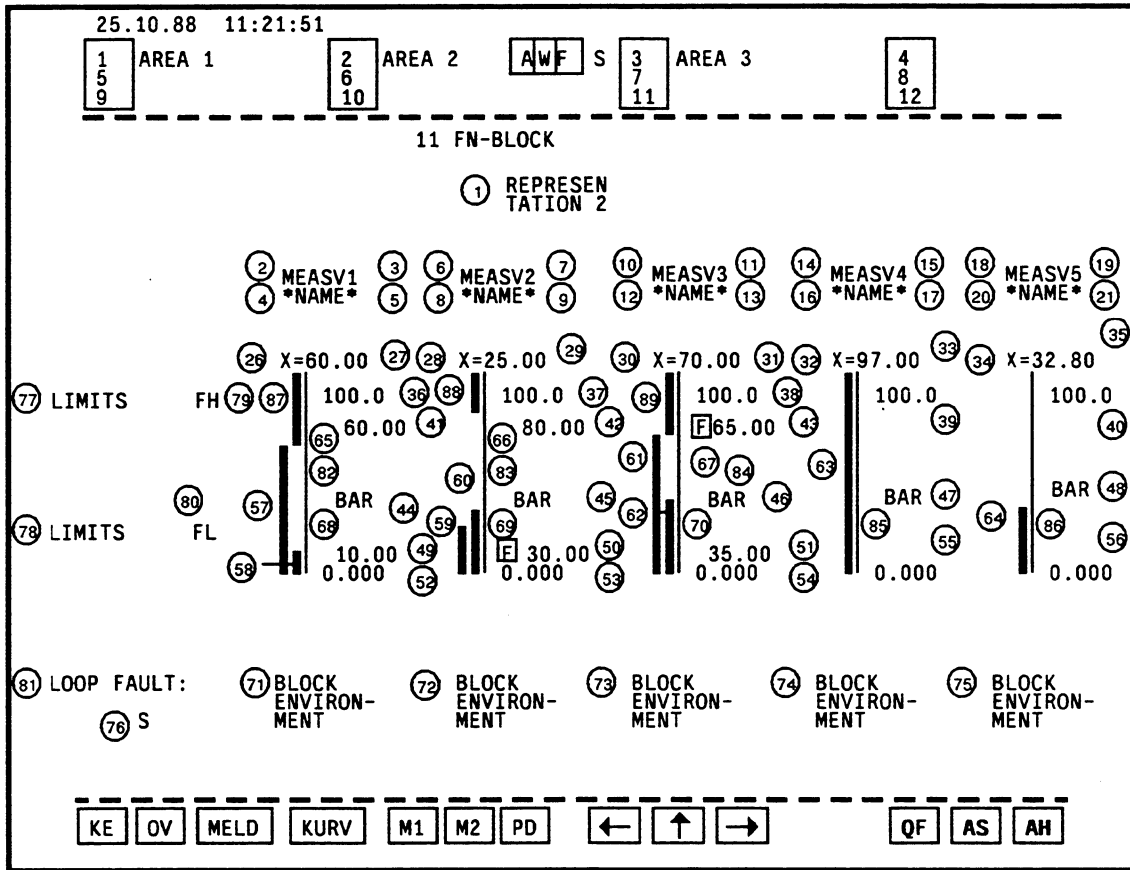 25.10.88 11:21:51
1 AREA 1 2 AREA 2 A W F S 3 AREA 3 4
5 6 7 8
9 10 11 12
11 FN-BLOCK
1 REPRESEN
TATION 2
2 MEASV1 3 6 MEASV2 7 10 MEASV3 11 14 MEASV4 15 18 MEASV5 19
4 *NAME* 5 8 *NAME* 9 12 *NAME* 13 16 *NAME* 17 20 *NAME* 21
35
26 X=60.00 27 28 X=25.00 29 30 X=70.00 31 32 X=97.00 33 34 X=32.80
77 LIMITS FH 79 87 100.0 36 88 100.0 37 89 100.0 38 100.0 39 100.0 40
60.00 41 80.00 42 F 65.00 43
65 66 61 67 63
82 60 83 84
80 57 BAR 44 BAR 45 BAR 46 BAR 47 BAR 48
78 LIMITS FL 68 59 69 62 70 85 64 86
10.00 49 F 30.00 50 35.00 51 55 56
58 0.000 52 0.000 53 0.000 54 0.000 0.000
81 LOOP FAULT: 71 BLOCK 72 BLOCK 73 BLOCK 74 BLOCK 75 BLOCK
ENVIRON- ENVIRON- ENVIRON- ENVIRON- ENVIRON-
76 S MENT MENT MENT MENT MENT
KE OV MELD KURV M1 M2 PD ← ↑ → QF AS AH